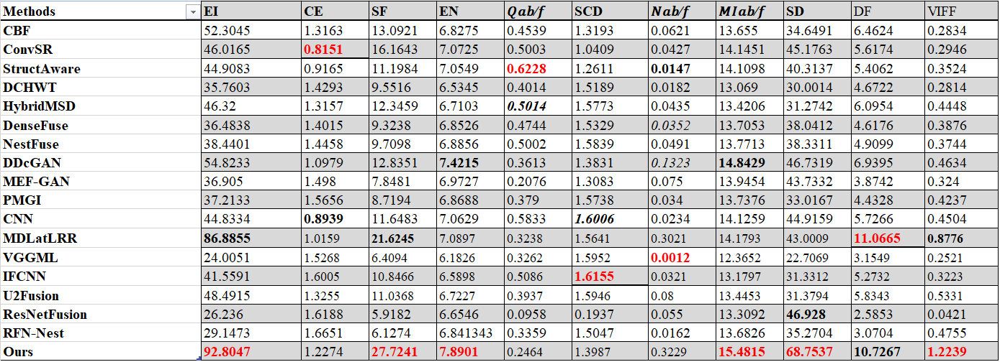 Methods EI CE SF EN Qab/f SCD Nab/f MIab/f SD DF VIFF
CBF 52.3045 1.3163 13.0921 6.8275 0.4539 1.3193 0.0621 13.655 34.6491 6.4624 0.2834
ConvSR 46.0165 0.8151 16.1643 7.0725 0.5003 1.0409 0.0427 14.1451 45.1763 5.6174 0.2946
StructAware 44.9083 0.9165 11.1984 7.0549 0.6228 1.2611 0.0147 14.1098 40.3137 5.4062 0.3524
DCHWT 35.7603 1.4293 9.5516 6.5345 0.4014 1.5189 0.0182 13.069 30.0014 4.6722 0.2814
HybridMSD 46.32 1.3157 12.3459 6.7103 0.5014 1.5773 0.0435 13.4206 31.2742 6.0954 0.4448
DenseFuse 36.4838 1.4015 9.3238 6.8526 0.4744 1.5329 0.0352 13.7053 38.0412 4.6176 0.3876
NestFuse 38.4401 1.4458 9.7098 6.8856 0.5002 1.5839 0.0491 13.7713 38.3311 4.9099 0.3744
DDcGAN 54.8233 1.0979 12.8351 7.4215 0.3613 1.3831 0.1323 14.8429 46.7319 6.9395 0.4634
MEF-GAN 36.905 1.498 7.8481 6.9727 0.2076 1.3083 0.075 13.9454 43.7332 3.8742 0.324
PMGI 37.2133 1.5656 8.7194 6.8688 0.379 1.5738 0.034 13.7376 33.0167 4.4328 0.4237
CNN 44.8334 0.8939 11.6483 7.0629 0.5833 1.6006 0.0234 14.1259 44.9159 5.7266 0.4504
MDLatLRR 86.8855 1.0159 21.6245 7.0897 0.3238 1.5641 0.3021 14.1793 43.0009 11.0665 0.8776
VGGML 24.0051 1.5268 6.4094 6.1826 0.3262 1.5952 0.0012 12.3652 22.7069 3.1549 0.2521
IFCNN 41.5591 1.6005 10.8466 6.5898 0.5086 1.6155 0.0321 13.1797 31.3312 5.2732 0.3223
U2Fusion 48.4915 1.3255 11.0368 6.7227 0.3937 1.5946 0.08 13.4453 31.3794 5.8343 0.5331
ResNetFusion 26.236 1.6188 5.9182 6.6546 0.0958 0.1937 0.055 13.3092 46.928 2.5853 0.0421
RFN-Nest 29.1473 1.6651 6.1274 6.841343 0.3359 1.5047 0.0162 13.6826 35.2704 3.0704 0.4755
Ours 92.8047 1.2274 27.7241 7.8901 0.2464 1.3987 0.3229 15.4815 68.7537 10.7267 1.2239